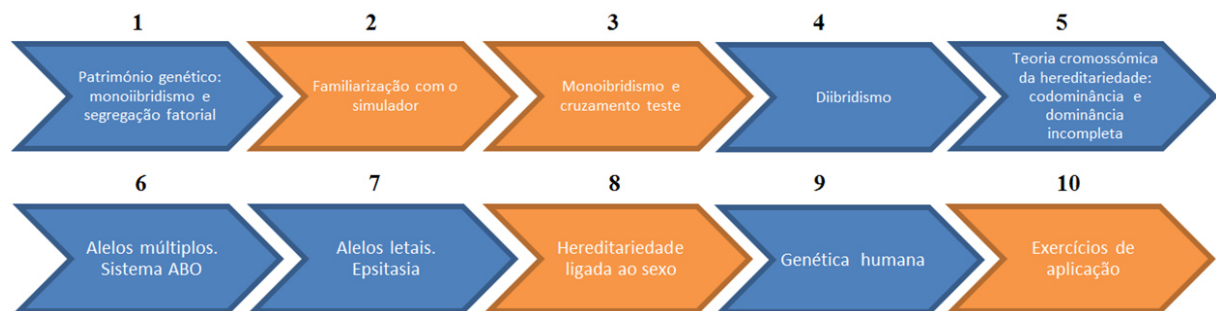 1
2
3
4
5
Património genético:
monoiibridismo e
segregação fatorial
Familiarização com o
simulador
Monoibridismo e
cruzamento teste
Diibridismo
Teoria cromossómica
da hereditariedade:
codominância e
dominância
incompleta
6
7
8
9
10
Alelos múltiplos.
Sistema ABO
Alelos letais.
Epsitasia
Hereditariedade
ligada ao sexo
Genética humana
Exercícios de
aplicação